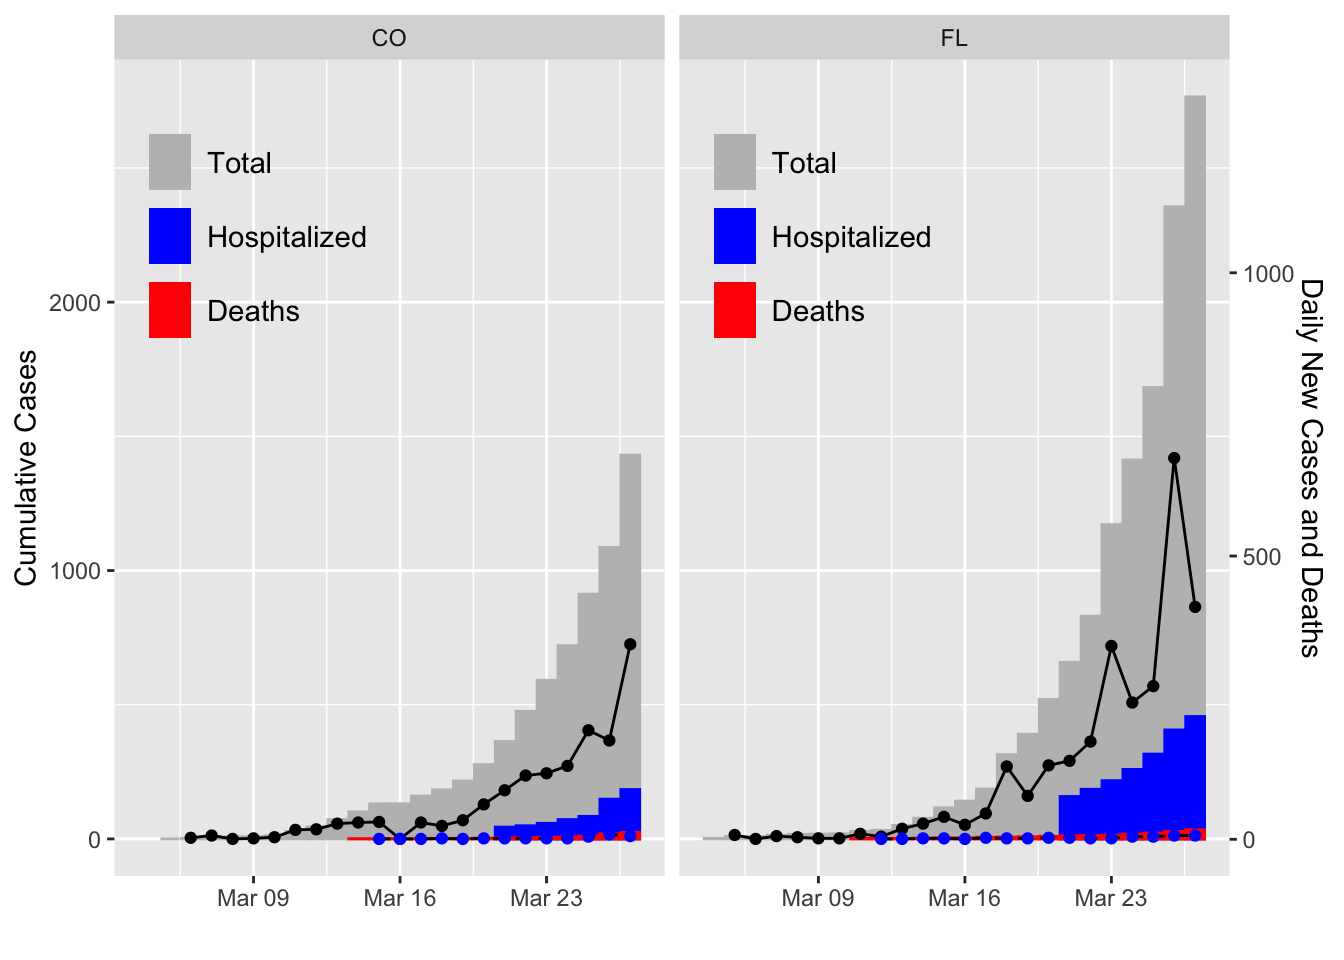 CO
FL
Total
Hospitalized
Deaths
Total
Hospitalized
Deaths
Cumulative Cases
2000
1000
0
1000
500
0
Daily New Cases and Deaths
Mar 09
Mar 16
Mar 23
Mar 09
Mar 16
Mar 23